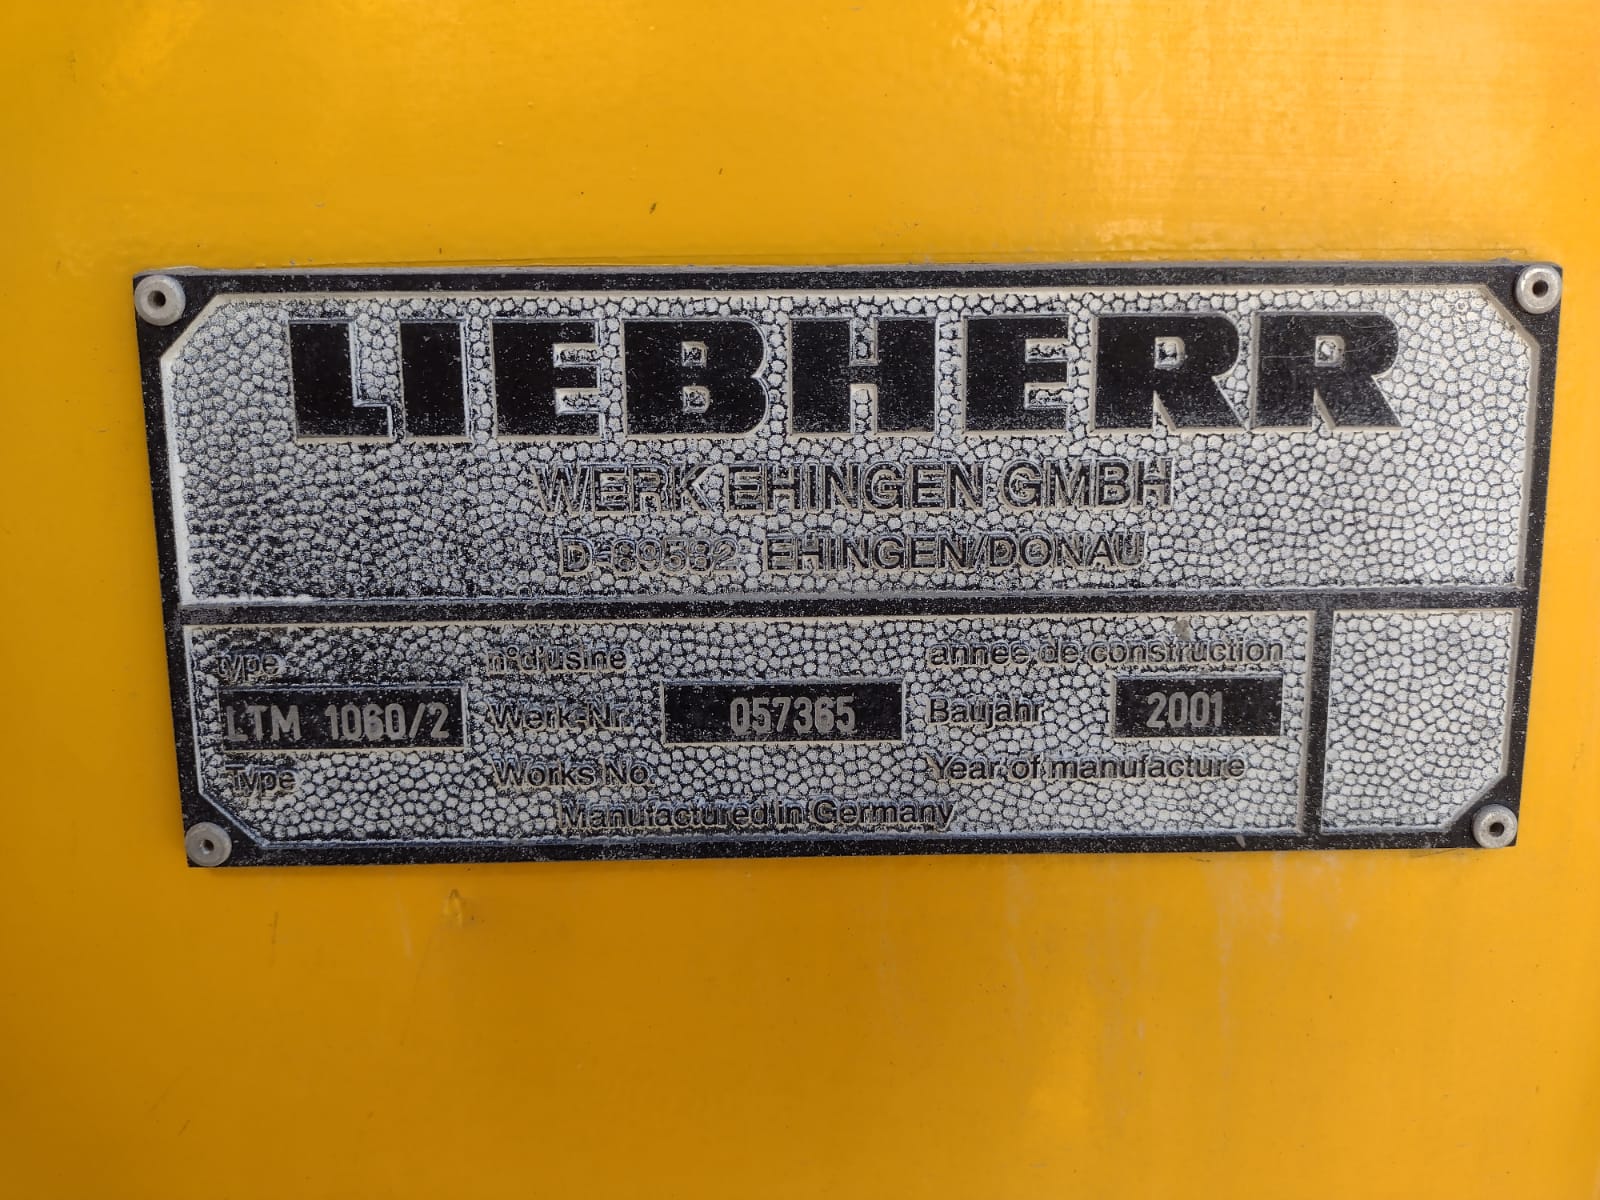 LIEBHERR
WERK EHINGEN GMBH
D-89582 EHINGEN/DONAU
type n°d'usine année de construction
LTM 1060/2 Werk-Nr. 057365 Baujahr 2001
Type Works No. Year of manufacture
Manufactured in Germany